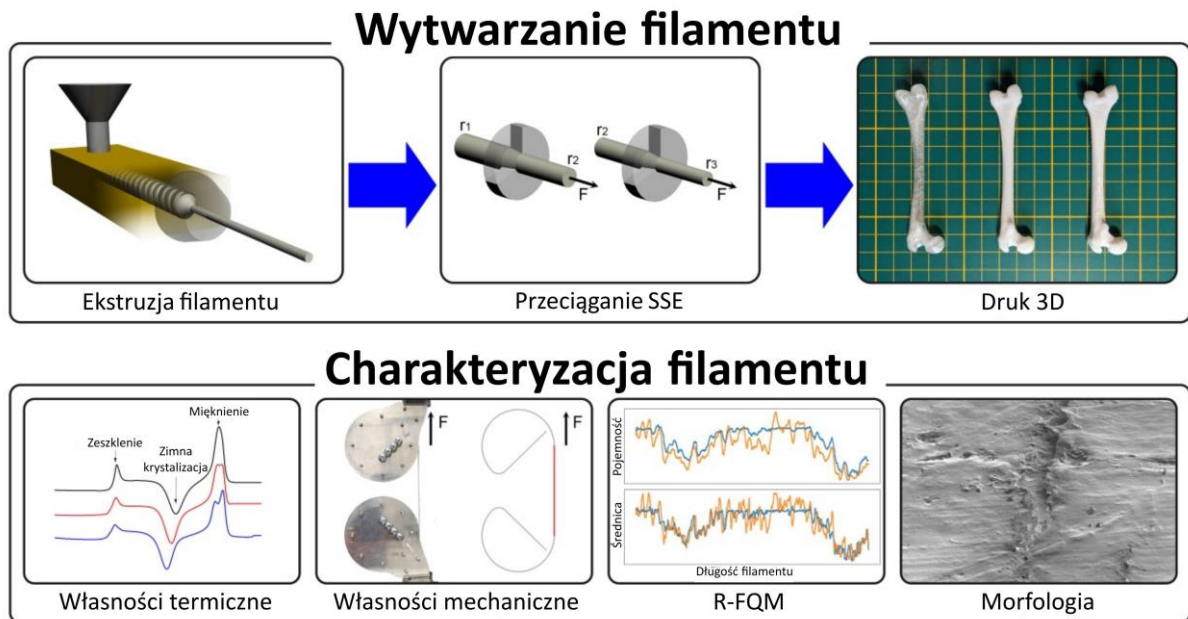 Wytwarzanie filamentu
r₁
r₂
F
r₂
r₃
F
Ekstruzja filamentu
Przeciąganie SSE
Druk 3D
Charakteryzacja filamentu
Mięknienie
Zeszklenie
Zimna
krystalizacja
F
F
Pojemność
Średnica
Długość filamentu
Własności termiczne
Własności mechaniczne
R-FQM
Morfologia